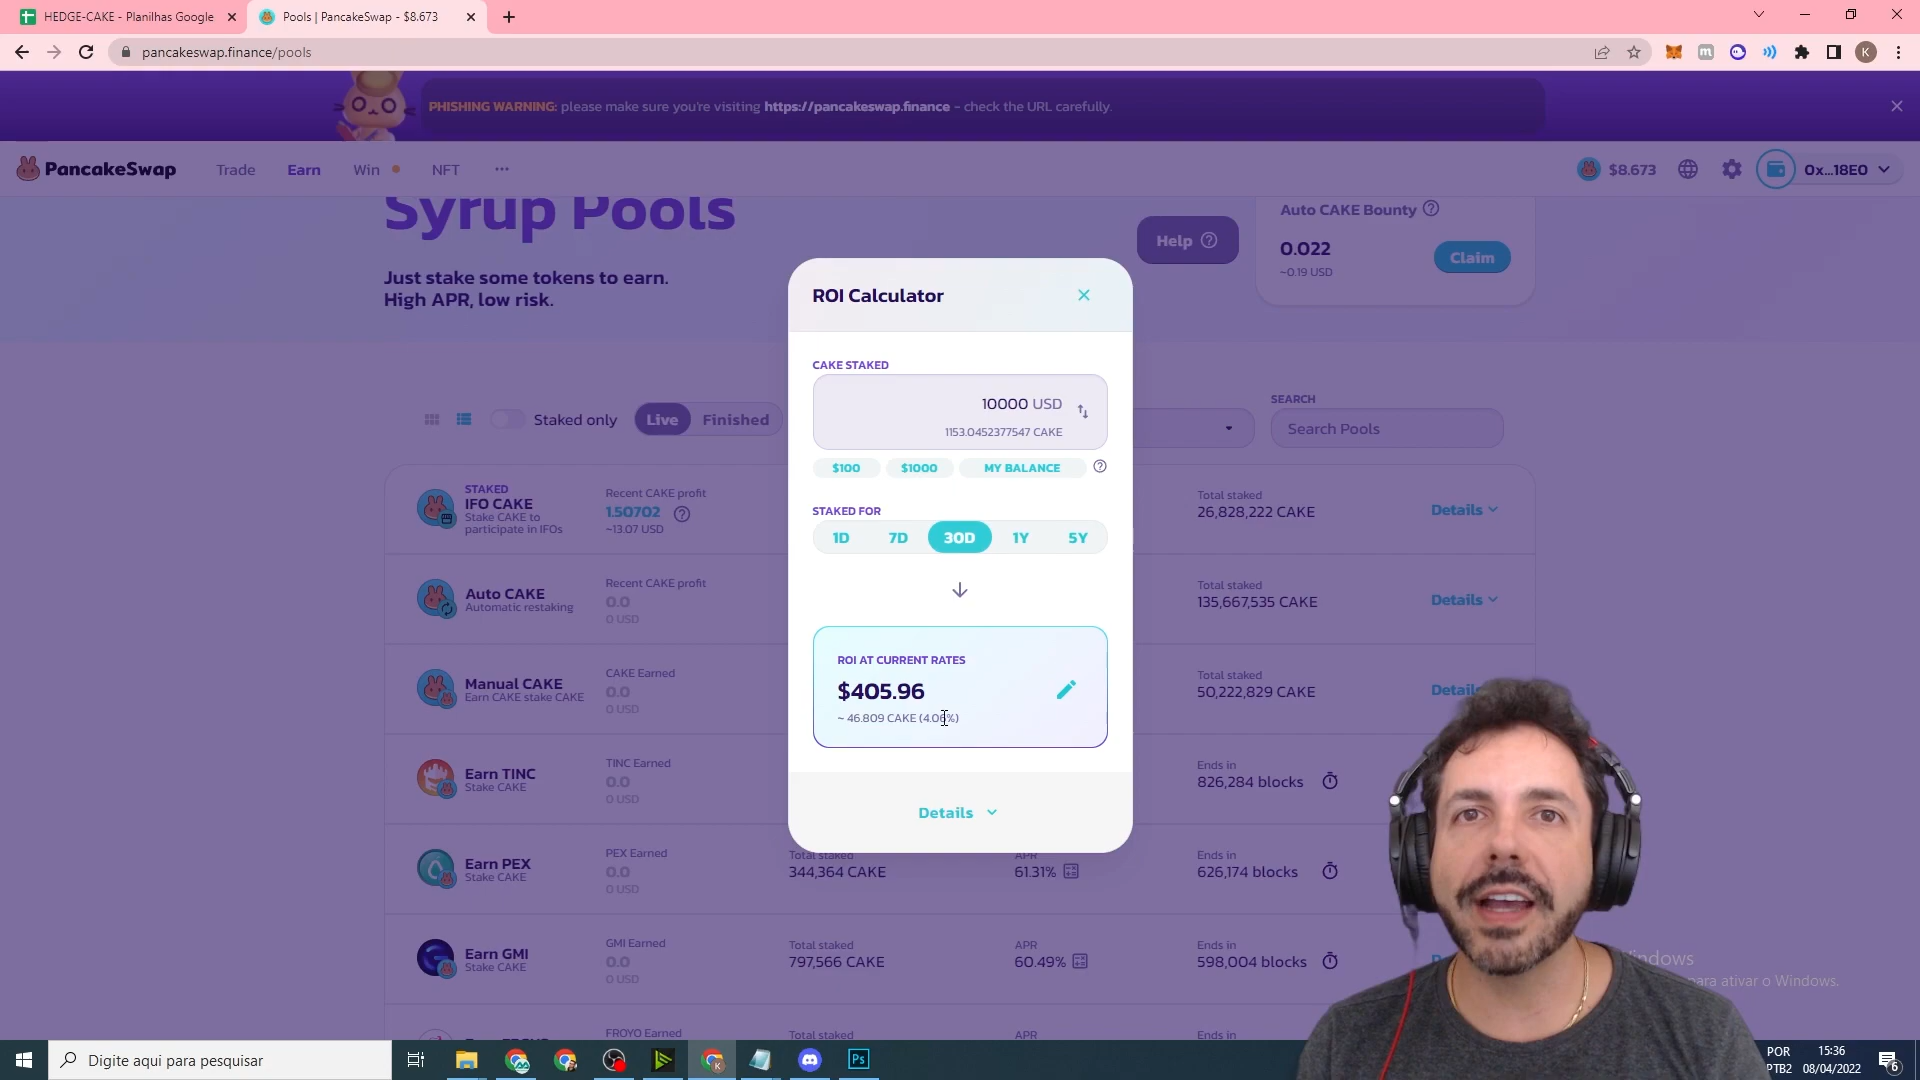 HEDGE-CAKE - Planilhas Google
Pools | PancakeSwap - $8.673
pancakeswap.finance/pools
K
PHISHING WARNING: please make sure you're visiting https://pancakeswap.finance - check the URL carefully.
PancakeSwap
Trade
Earn
Win
NFT
$8.673
0x...18E0
Syrup Pools
Just stake some tokens to earn.
High APR, low risk.
Help
Auto CAKE Bounty
0.022
~0.19 USD
Claim
Staked only
Live
Finished
SEARCH
Search Pools
ROI Calculator
CAKE STAKED
10000 USD
1153.0452377547 CAKE
$100
$1000
MY BALANCE
STAKED FOR
1D
7D
30D
1Y
5Y
ROI AT CURRENT RATES
$405.96
~ 46.809 CAKE (4.06%)
Details
STAKED
IFO CAKE
Stake CAKE to
participate in IFOs
Recent CAKE profit
1.50702
~13.07 USD
Total staked
26,828,222 CAKE
Details
Auto CAKE
Automatic restaking
Recent CAKE profit
0.0
0 USD
Total staked
135,667,535 CAKE
Details
Manual CAKE
Earn CAKE stake CAKE
CAKE Earned
0.0
0 USD
Total staked
50,222,829 CAKE
Earn TINC
Stake CAKE
TINC Earned
0.0
0 USD
Ends in
826,284 blocks
Earn PEX
Stake CAKE
PEX Earned
0.0
0 USD
Total staked
344,364 CAKE
APR
61.31%
Ends in
626,174 blocks
Earn GMI
Stake CAKE
GMI Earned
0.0
0 USD
Total staked
797,566 CAKE
APR
60.49%
Ends in
598,004 blocks
FROYO Earned
Total staked
APR
Ends in
para ativar o Windows.
Digite aqui para pesquisar
Ps
POR
PTB2
15:36
08/04/2022
6